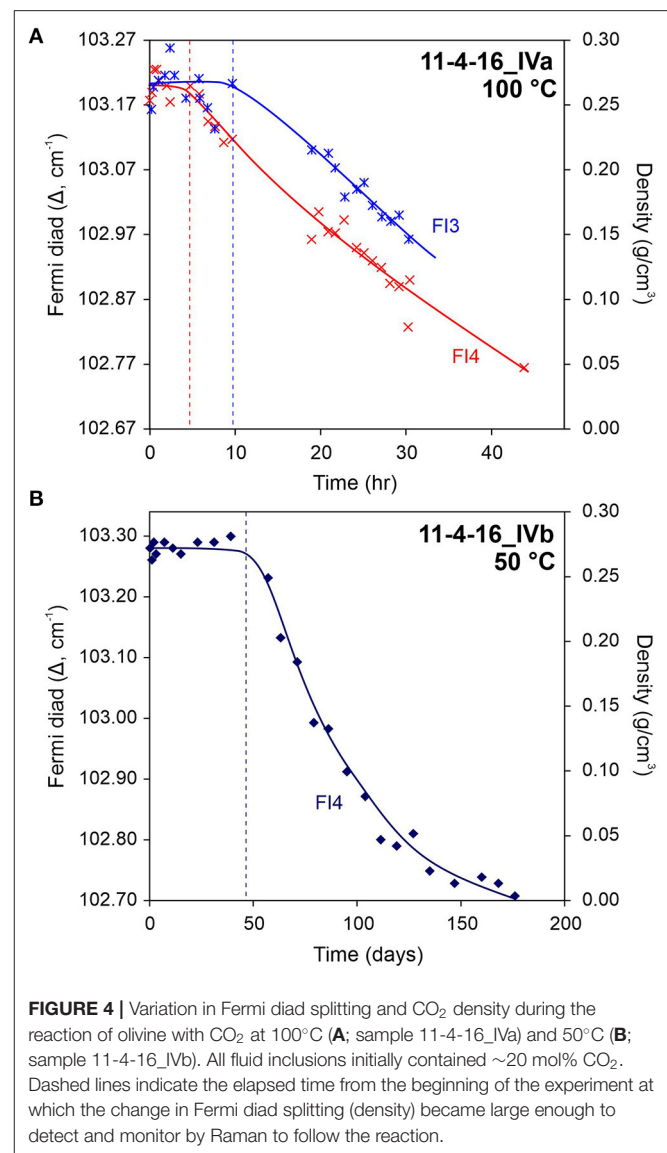 A
11-4-16_IVa
100 °C
Fermi diad (Δ, cm-1)
103.27
103.17
103.07
102.97
102.87
102.77
102.67
0.30
0.25
0.20
0.15
0.10
0.05
0.00
Density (g/cm3)
FI3
FI4
0 10 20 30 40
Time (hr)
B
11-4-16_IVb
50 °C
Fermi diad (Δ, cm-1)
103.30
103.20
103.10
103.00
102.90
102.80
102.70
0.30
0.25
0.20
0.15
0.10
0.05
0.00
Density (g/cm3)
FI4
0 50 100 150 200
Time (days)
FIGURE 4 | Variation in Fermi diad splitting and CO2 density during the
reaction of olivine with CO2 at 100°C (A; sample 11-4-16_IVa) and 50°C (B;
sample 11-4-16_IVb). All fluid inclusions initially contained ~20 mol% CO2.
Dashed lines indicate the elapsed time from the beginning of the experiment at
which the change in Fermi diad splitting (density) became large enough to
detect and monitor by Raman to follow the reaction.